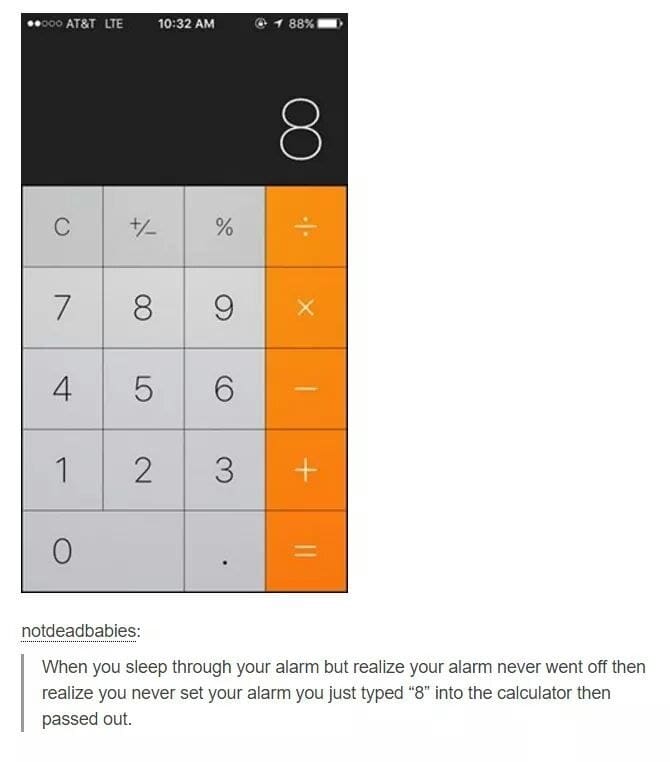 AT&T LTE 10:32 AM 88%
8
C +/- % ÷
7 8 9 ×
4 5 6 −
1 2 3 +
0 . =
notdeadbabies:
When you sleep through your alarm but realize your alarm never went off then
realize you never set your alarm you just typed “8” into the calculator then
passed out.